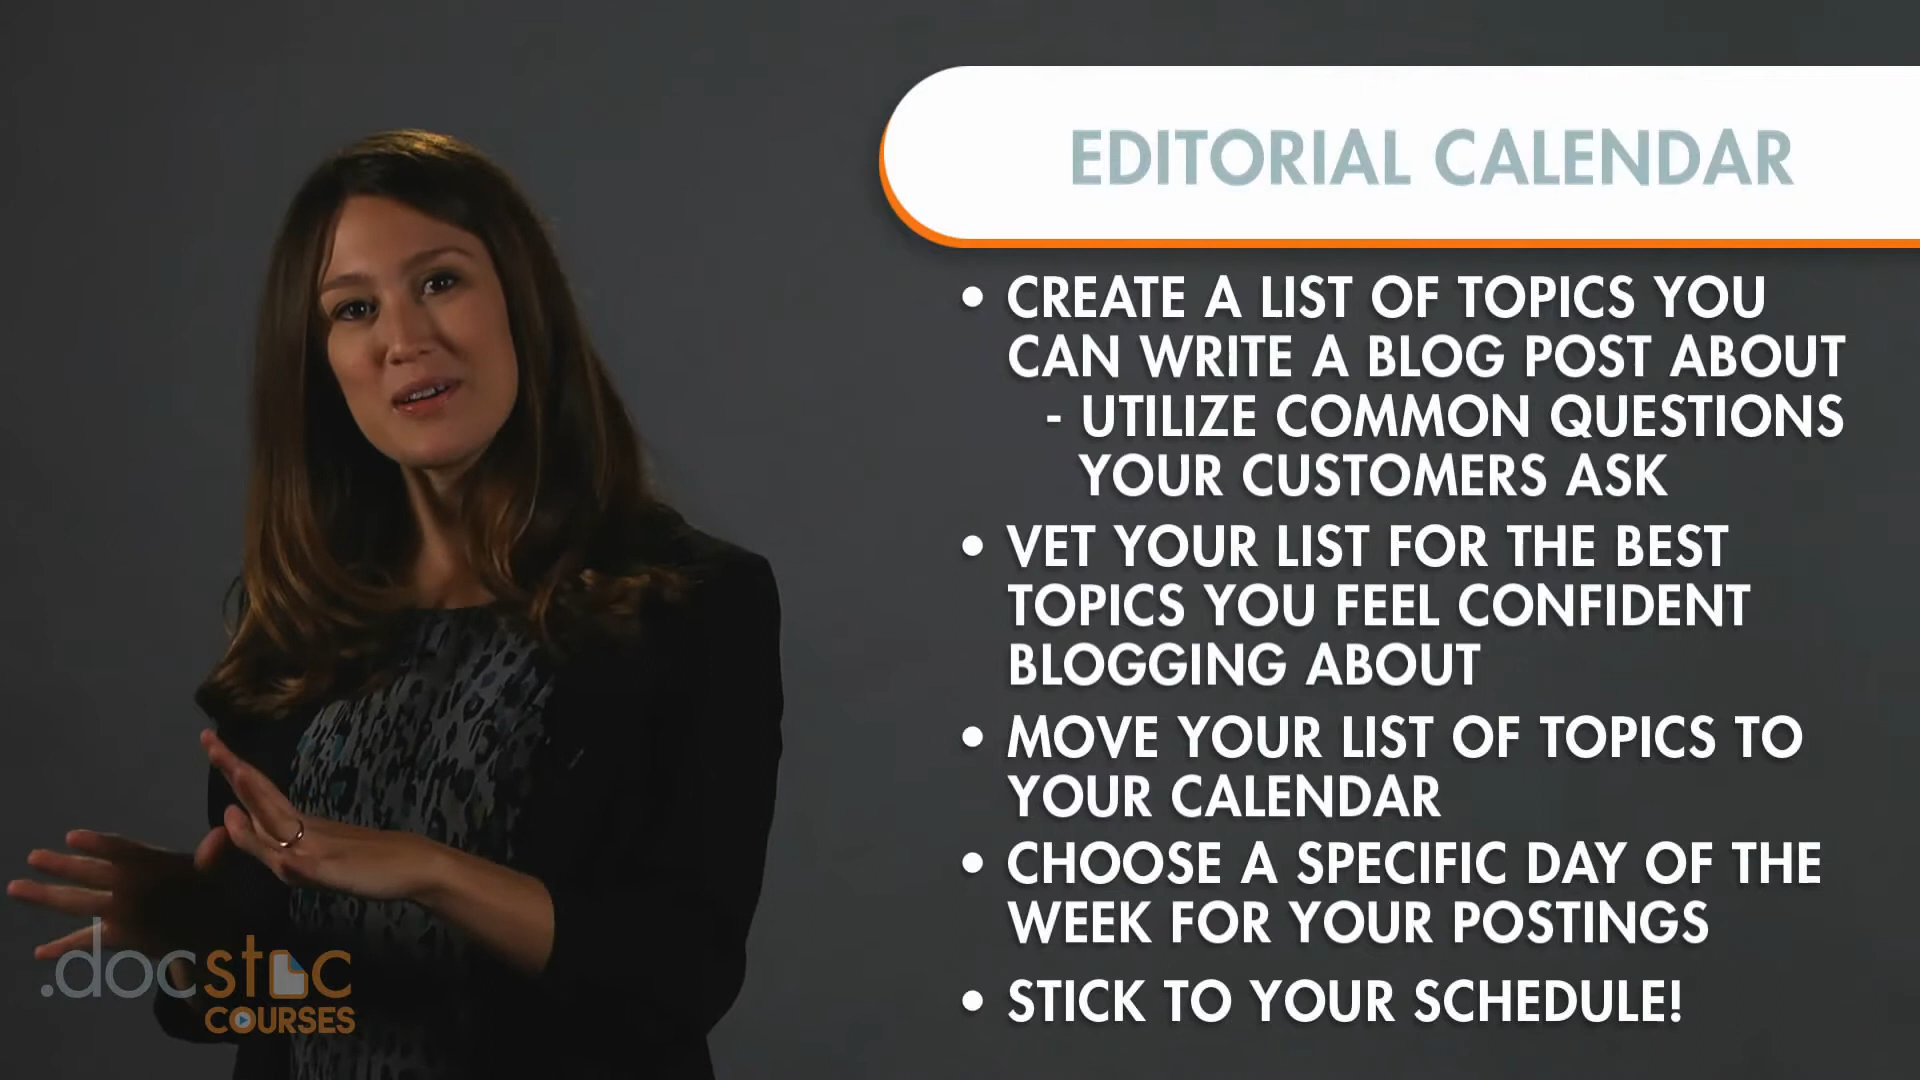 EDITORIAL CALENDAR
• CREATE A LIST OF TOPICS YOU
CAN WRITE A BLOG POST ABOUT
- UTILIZE COMMON QUESTIONS
YOUR CUSTOMERS ASK
• VET YOUR LIST FOR THE BEST
TOPICS YOU FEEL CONFIDENT
BLOGGING ABOUT
• MOVE YOUR LIST OF TOPICS TO
YOUR CALENDAR
• CHOOSE A SPECIFIC DAY OF THE
WEEK FOR YOUR POSTINGS
• STICK TO YOUR SCHEDULE!
.docstoc
COURSES